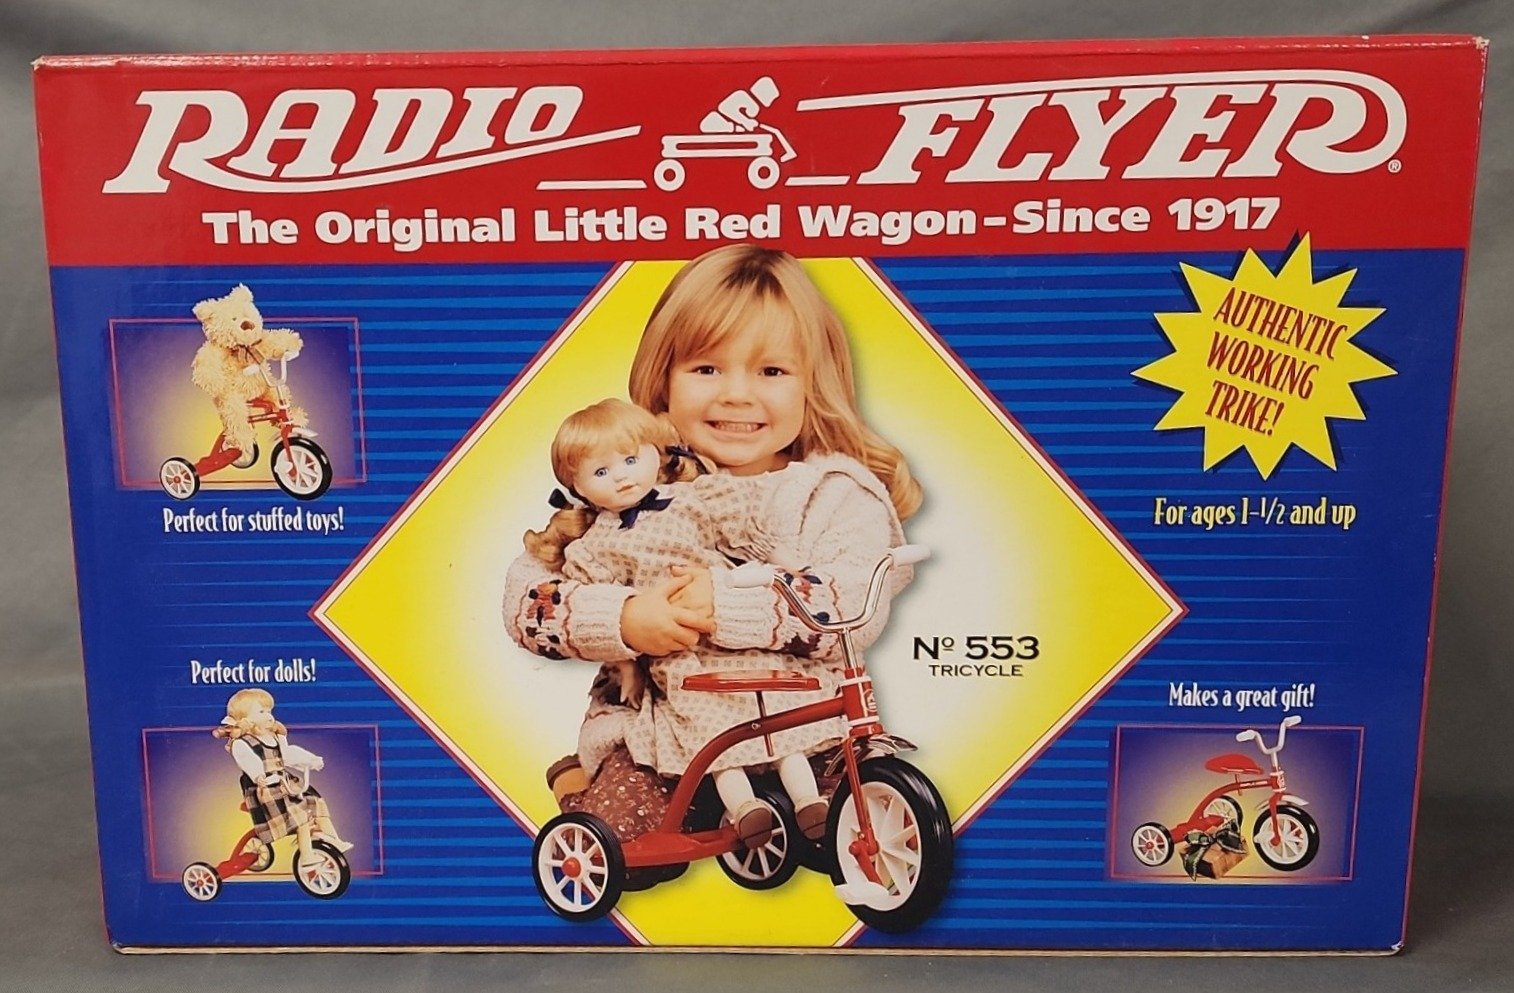 RADIO FLYER®
The Original Little Red Wagon–Since 1917
AUTHENTIC
WORKING
TRIKE!
Perfect for stuffed toys!
For ages 1-1/2 and up
Nº 553
TRICYCLE
Perfect for dolls!
Makes a great gift!